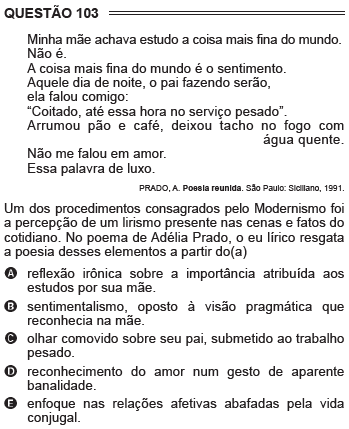 QUESTÃO 103
Minha mãe achava estudo a coisa mais fina do mundo.
Não é.
A coisa mais fina do mundo é o sentimento.
Aquele dia de noite, o pai fazendo serão,
ela falou comigo:
“Coitado, até essa hora no serviço pesado”.
Arrumou pão e café, deixou tacho no fogo com
água quente.
Não me falou em amor.
Essa palavra de luxo.
PRADO, A. Poesia reunida. São Paulo: Siciliano, 1991.
Um dos procedimentos consagrados pelo Modernismo foi
a percepção de um lirismo presente nas cenas e fatos do
cotidiano. No poema de Adélia Prado, o eu lírico resgata
a poesia desses elementos a partir do(a)
A reflexão irônica sobre a importância atribuída aos
estudos por sua mãe.
B sentimentalismo, oposto à visão pragmática que
reconhecia na mãe.
C olhar comovido sobre seu pai, submetido ao trabalho
pesado.
D reconhecimento do amor num gesto de aparente
banalidade.
E enfoque nas relações afetivas abafadas pela vida
conjugal.